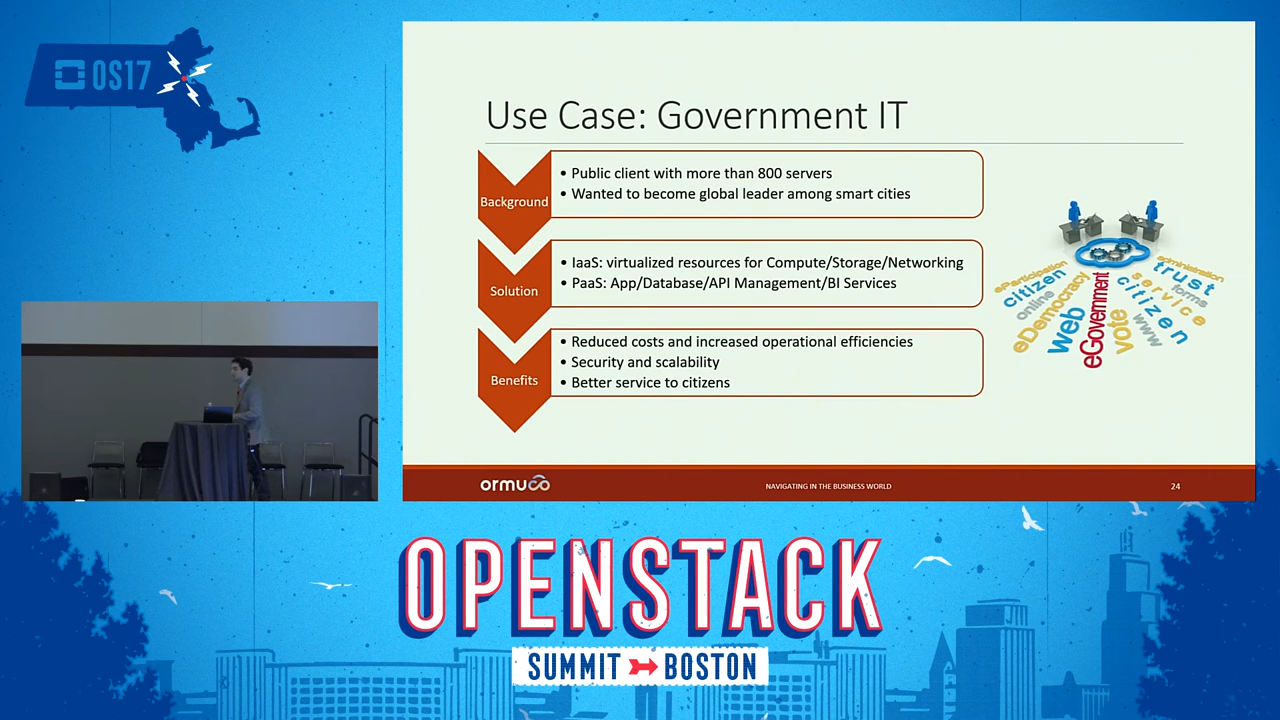 OS17
Use Case: Government IT
Background
• Public client with more than 800 servers
• Wanted to become global leader among smart cities
Solution
• IaaS: virtualized resources for Compute/Storage/Networking
• PaaS: App/Database/API Management/BI Services
Benefits
• Reduced costs and increased operational efficiencies
• Security and scalability
• Better service to citizens
eParticipation
citizen
online
eDemocracy
web
eGovernment
vote
www
citizen
service
forms
trust
administration
ormuco
NAVIGATING IN THE BUSINESS WORLD
24
OPENSTACK
SUMMIT BOSTON